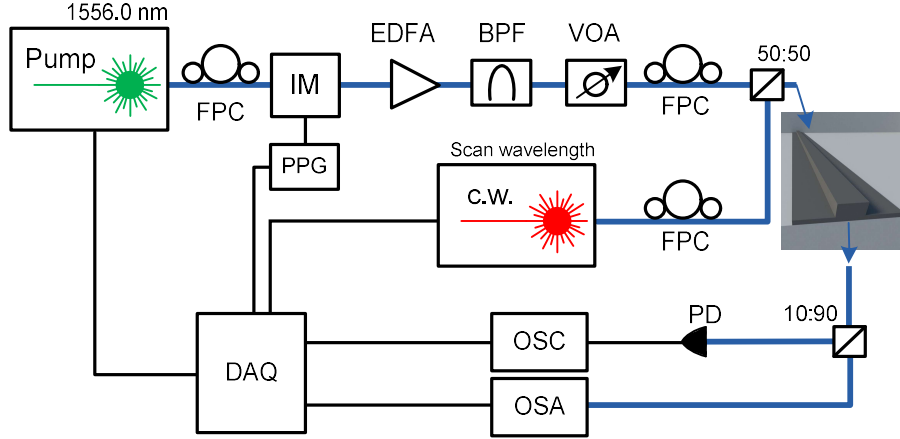 1556.0 nm
Pump
FPC
IM
EDFA
BPF
VOA
FPC
50:50
PPG
Scan wavelength
C.W.
FPC
10:90
PD
OSC
DAQ
OSA